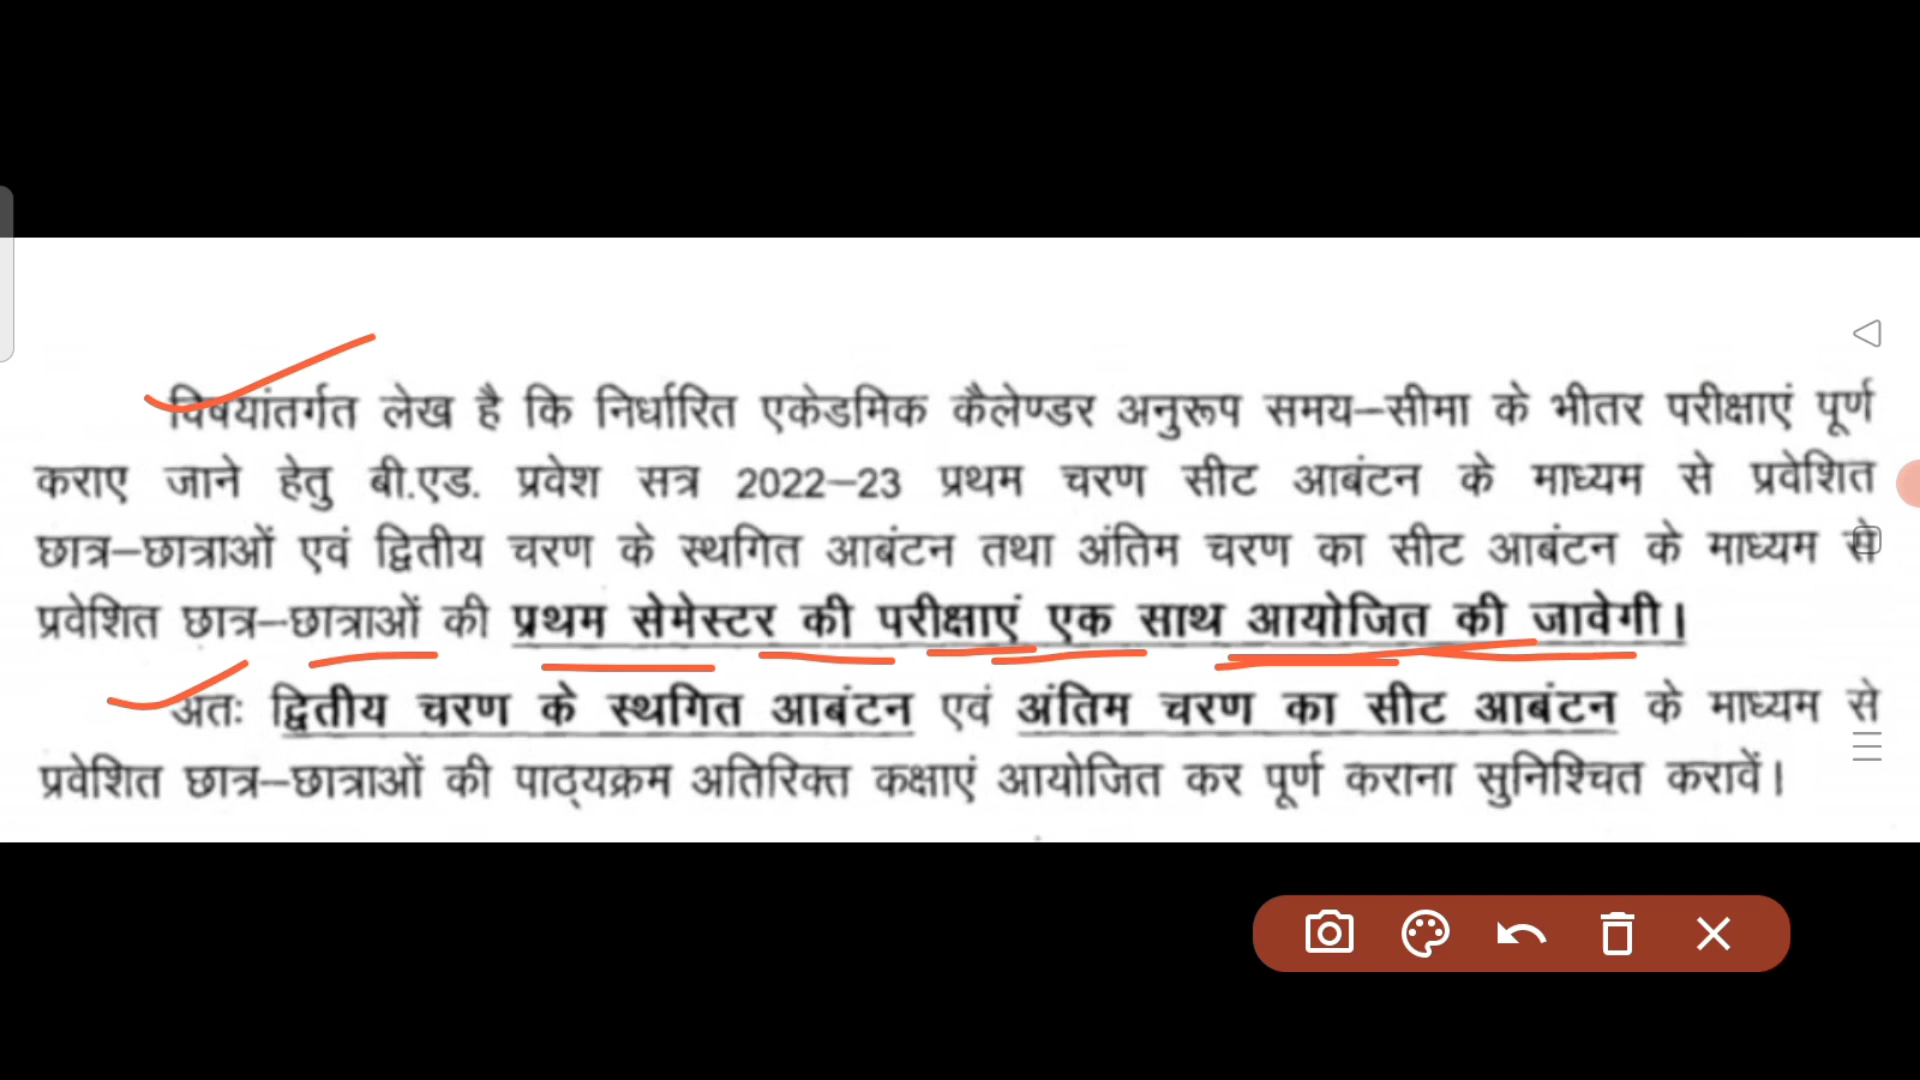 विषयांतर्गत लेख है कि निर्धारित एकेडमिक कैलेण्डर अनुरूप समय–सीमा के भीतर परीक्षाएं पूर्ण
कराए जाने हेतु बी.एड. प्रवेश सत्र 2022–23 प्रथम चरण सीट आबंटन के माध्यम से प्रवेशित
छात्र–छात्राओं एवं द्वितीय चरण के स्थगित आबंटन तथा अंतिम चरण का सीट आबंटन के माध्यम से
प्रवेशित छात्र–छात्राओं की प्रथम सेमेस्टर की परीक्षाएं एक साथ आयोजित की जावेगी।
अतः द्वितीय चरण के स्थगित आबंटन एवं अंतिम चरण का सीट आबंटन के माध्यम से
प्रवेशित छात्र–छात्राओं की पाठ्यक्रम अतिरिक्त कक्षाएं आयोजित कर पूर्ण कराना सुनिश्चित करावें।